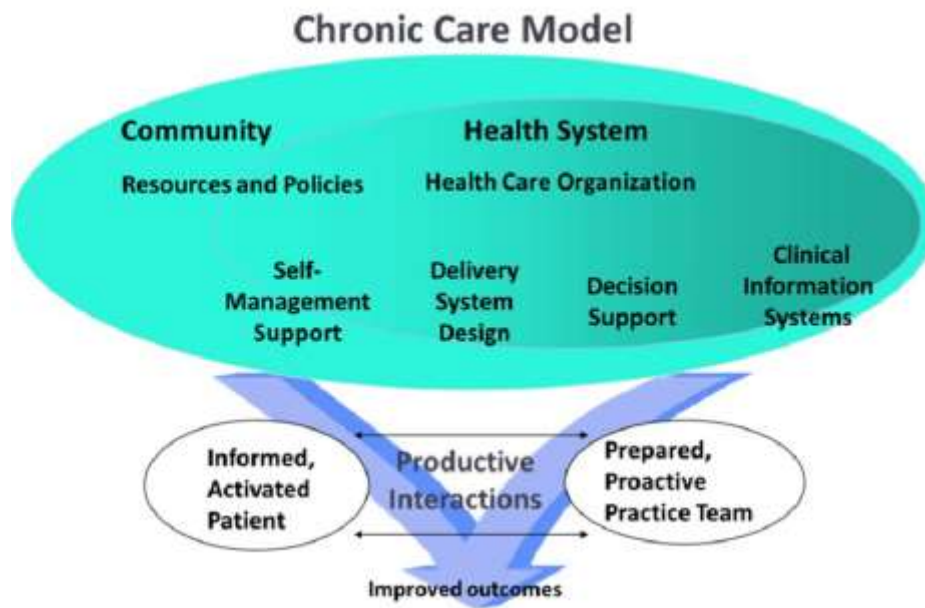 Chronic Care Model
Community
Health System
Resources and Policies
Health Care Organization
Self-
Management
Support
Delivery
System
Design
Decision
Support
Clinical
Information
Systems
Informed,
Activated
Patient
Productive
Interactions
Prepared,
Proactive
Practice Team
Improved outcomes